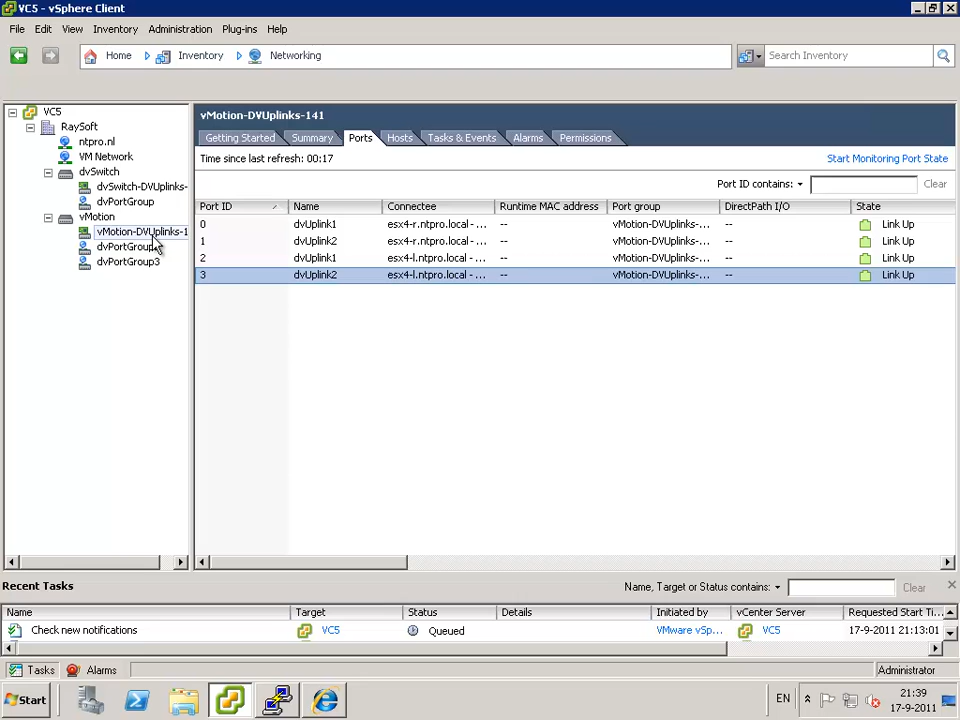 VC5 - vSphere Client
File Edit View Inventory Administration Plug-ins Help
Home Inventory Networking Search Inventory
VC5
RaySoft
ntpro.nl
VM Network
dvSwitch
dvSwitch-DVUplinks-
dvPortGroup
vMotion
vMotion-DVUplinks-1
dvPortGroup
dvPortGroup3
vMotion-DVUplinks-141
Getting Started Summary Ports Hosts Tasks & Events Alarms Permissions
Time since last refresh: 00:17 Start Monitoring Port State
Port ID contains: Clear
Port ID Name Connectee Runtime MAC address Port group DirectPath I/O State
0 dvUplink1 esx4-r.ntpro.local - ... -- vMotion-DVUplinks-... -- Link Up
1 dvUplink2 esx4-r.ntpro.local - ... -- vMotion-DVUplinks-... -- Link Up
2 dvUplink1 esx4-l.ntpro.local - ... -- vMotion-DVUplinks-... -- Link Up
3 dvUplink2 esx4-l.ntpro.local - ... -- vMotion-DVUplinks-... -- Link Up
Recent Tasks Name, Target or Status contains: Clear
Name Target Status Details Initiated by vCenter Server Requested Start Ti...
Check new notifications VC5 Queued VMware vSp... VC5 17-9-2011 21:13:01
Tasks Alarms Administrator
Start EN 21:39
17-9-2011